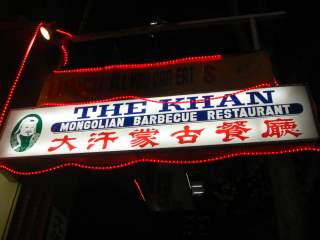 THE KHAN
MONGOLIAN BARBECUE RESTAURANT
大汗蒙古餐廳